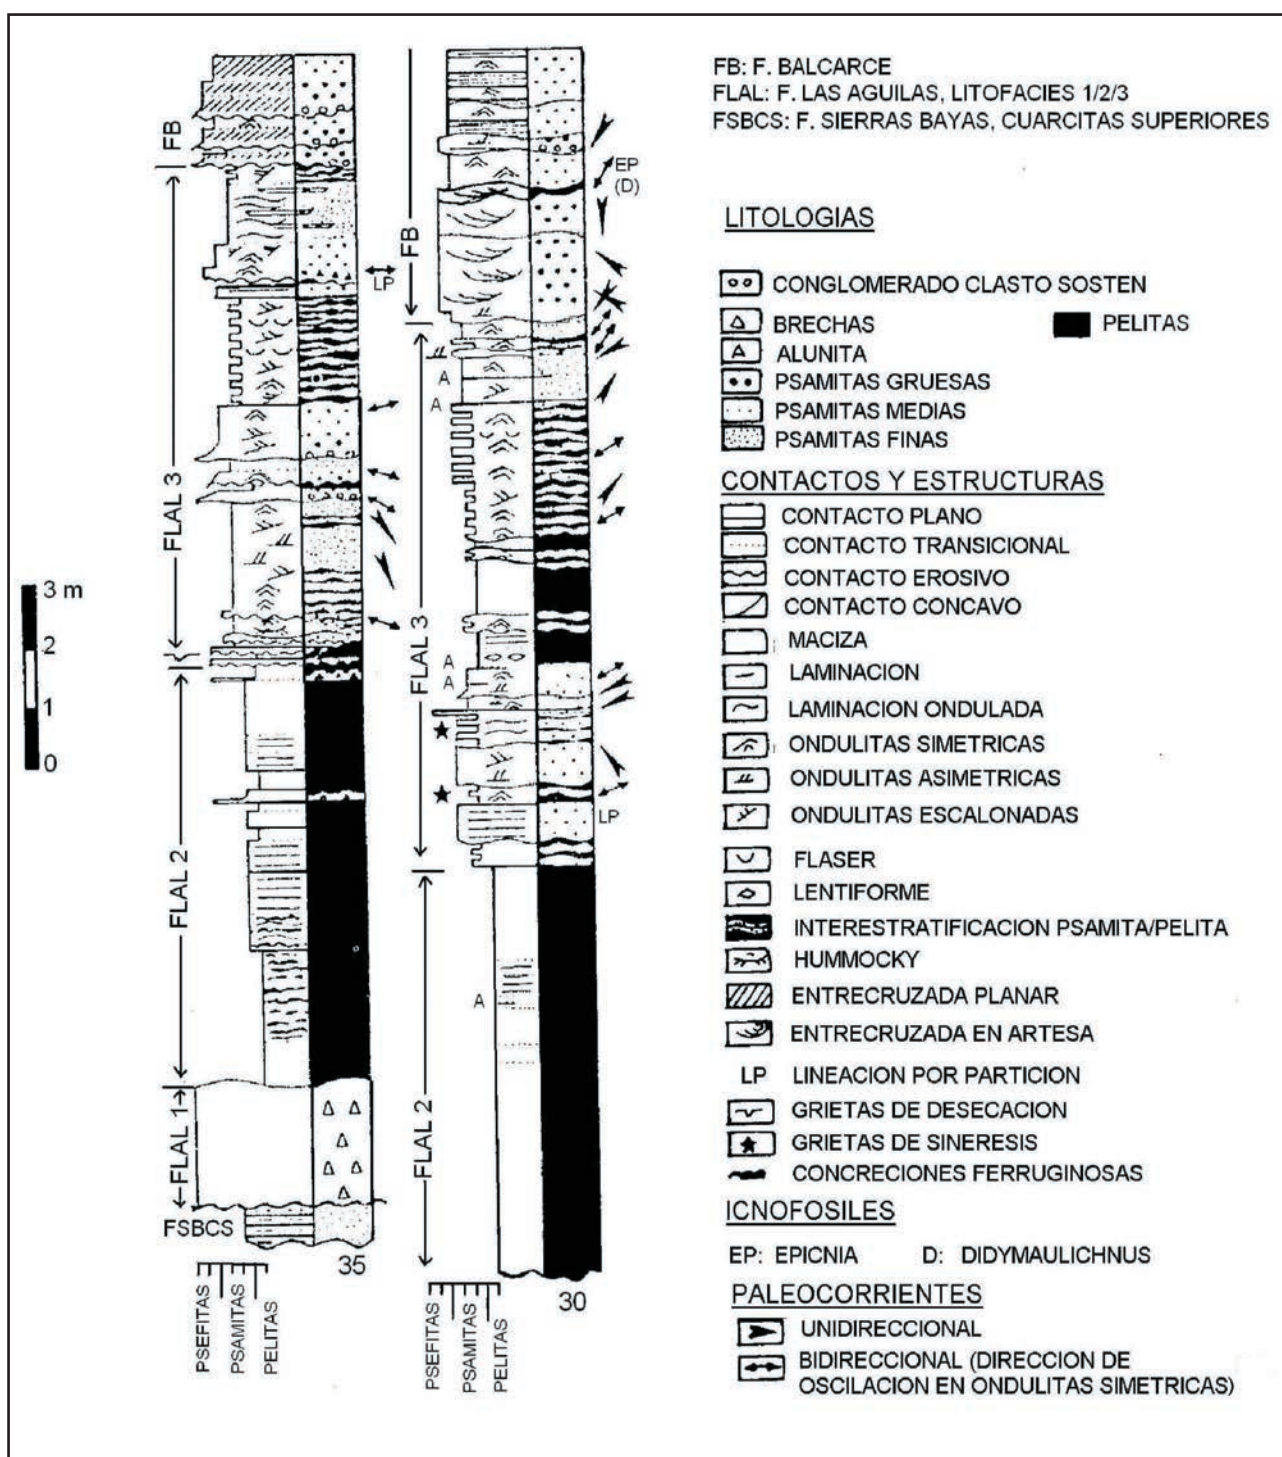 FB: F. BALCARCE
FLAL: F. LAS AGUILAS, LITOFACIES 1/2/3
FSBCS: F. SIERRAS BAYAS, CUARCITAS SUPERIORES
LITOLOGIAS
CONGLOMERADO CLASTO SOSTEN
BRECHAS
PELITAS
ALUNITA
PSAMITAS GRUESAS
PSAMITAS MEDIAS
PSAMITAS FINAS
CONTACTOS Y ESTRUCTURAS
CONTACTO PLANO
CONTACTO TRANSICIONAL
CONTACTO EROSIVO
CONTACTO CONCAVO
MACIZA
LAMINACION
LAMINACION ONDULADA
ONDULITAS SIMETRICAS
ONDULITAS ASIMETRICAS
ONDULITAS ESCALONADAS
FLASER
LENTIFORME
INTERESTRATIFICACION PSAMITA/PELITA
HUMMOCKY
ENTRECRUZADA PLANAR
ENTRECRUZADA EN ARTESA
LP LINEACION POR PARTICION
GRIETAS DE DESECACION
GRIETAS DE SINERESIS
CONCRECIONES FERRUGINOSAS
ICNOFOSILES
EP: EPICNIA D: DIDYMAULICHNUS
PALEOCORRIENTES
UNIDIRECCIONAL
BIDIRECCIONAL (DIRECCION DE
OSCILACION EN ONDULITAS SIMETRICAS)
3 m
2
1
0
FB
FLAL 3
FLAL 2
FLAL 1
FSBCS
LP
35
PSEFITAS
PSAMITAS
PELITAS
FB
FLAL 3
FLAL 2
EP
(D)
A
A
A
A
LP
A
30
PSEFITAS
PSAMITAS
PELITAS